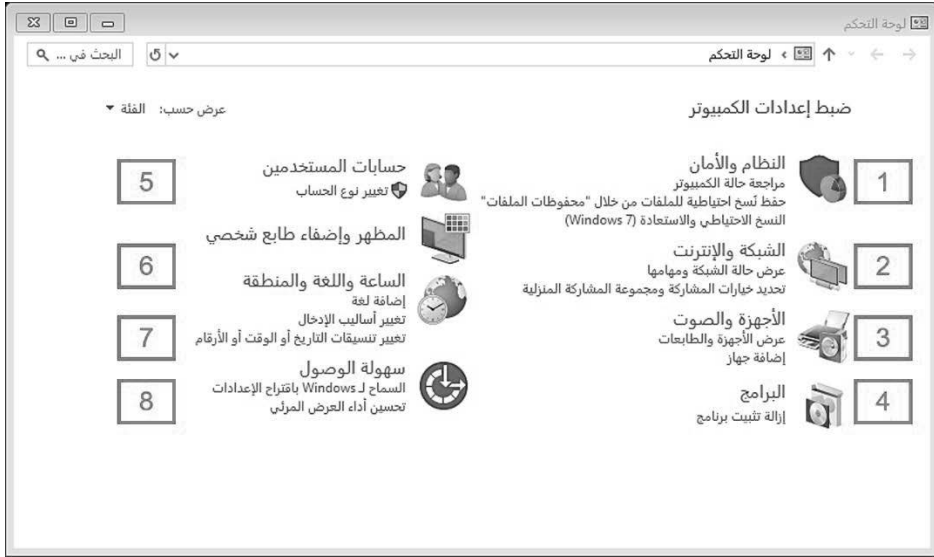 لوحة التحكم
لوحة التحكم
البحث في ...
ضبط إعدادات الكمبيوتر
عرض حسب: الفئة
1
النظام والأمان
مراجعة حالة الكمبيوتر
حفظ نُسخ احتياطية للملفات من خلال "محفوظات الملفات"
النسخ الاحتياطي والاستعادة (Windows 7)
2
الشبكة والإنترنت
عرض حالة الشبكة ومهامها
تحديد خيارات المشاركة ومجموعة المشاركة المنزلية
3
الأجهزة والصوت
عرض الأجهزة والطابعات
إضافة جهاز
4
البرامج
إزالة تثبيت برنامج
5
حسابات المستخدمين
تغيير نوع الحساب
6
المظهر وإضفاء طابع شخصي
7
الساعة واللغة والمنطقة
إضافة لغة
تغيير أساليب الإدخال
تغيير تنسيقات التاريخ أو الوقت أو الأرقام
8
سهولة الوصول
السماح لـ Windows باقتراح الإعدادات
تحسين أداء العرض المرئي